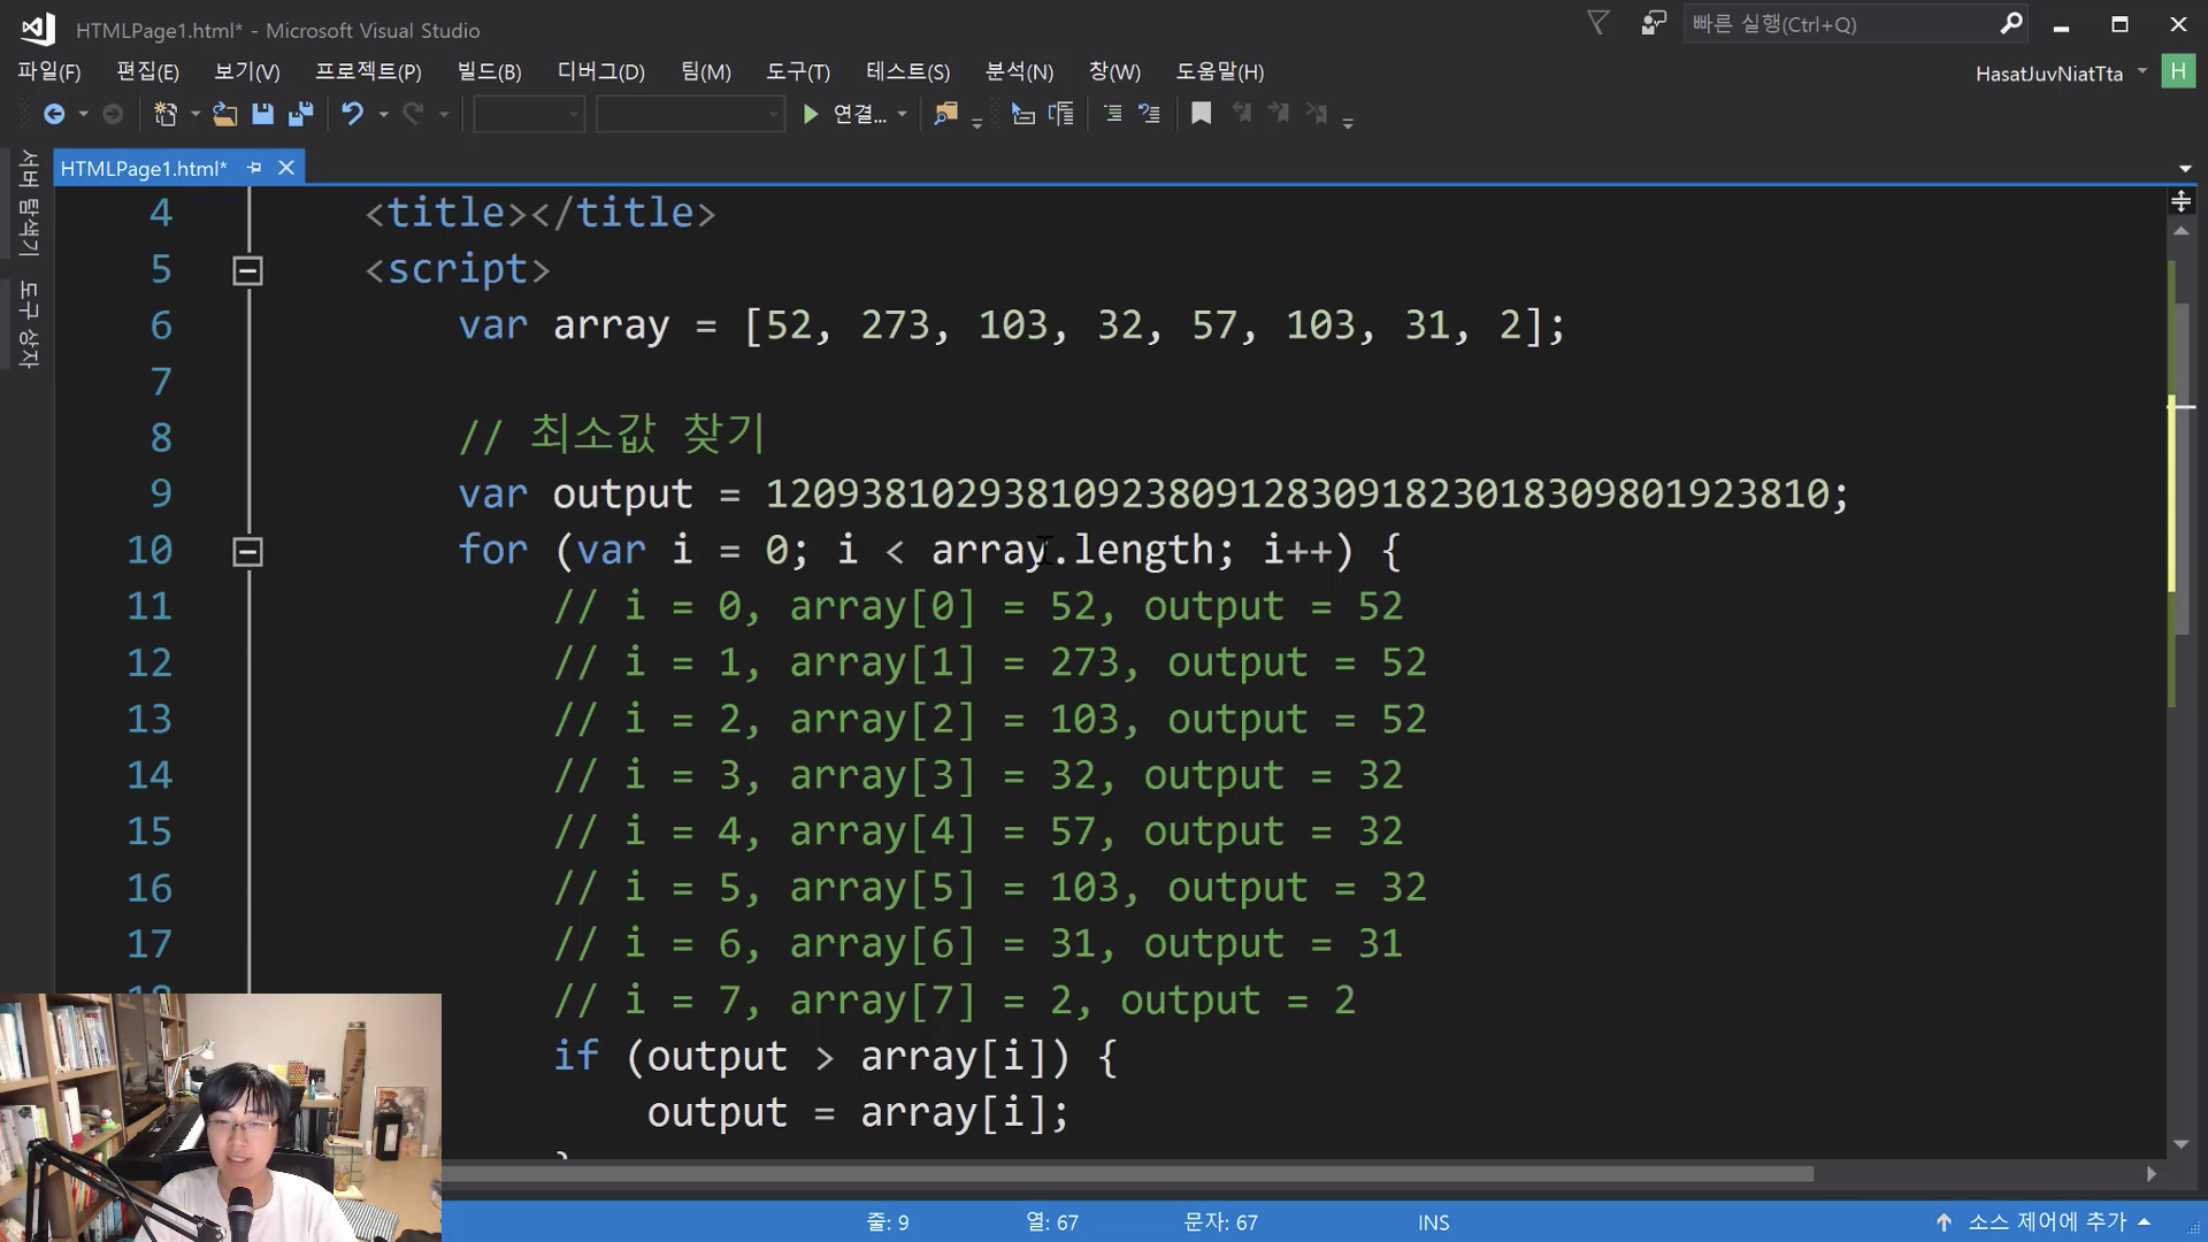 HTMLPage1.html* - Microsoft Visual Studio
빠른 실행(Ctrl+Q)
파일(F) 편집(E) 보기(V) 프로젝트(P) 빌드(B) 디버그(D) 팀(M) 도구(T) 테스트(S) 분석(N) 창(W) 도움말(H)
HasatJuvNiatTta H
연결...
HTMLPage1.html*
서버 탐색기
도구 상자
4 <title></title>
5 <script>
6 var array = [52, 273, 103, 32, 57, 103, 31, 2];
7
8 // 최소값 찾기
9 var output = 1209381029381092380912830918230183098019​23810;
10 for (var i = 0; i < array.length; i++) {
11 // i = 0, array[0] = 52, output = 52
12 // i = 1, array[1] = 273, output = 52
13 // i = 2, array[2] = 103, output = 52
14 // i = 3, array[3] = 32, output = 32
15 // i = 4, array[4] = 57, output = 32
16 // i = 5, array[5] = 103, output = 32
17 // i = 6, array[6] = 31, output = 31
18 // i = 7, array[7] = 2, output = 2
if (output > array[i]) {
output = array[i];
}
줄: 9 열: 67 문자: 67 INS 소스 제어에 추가